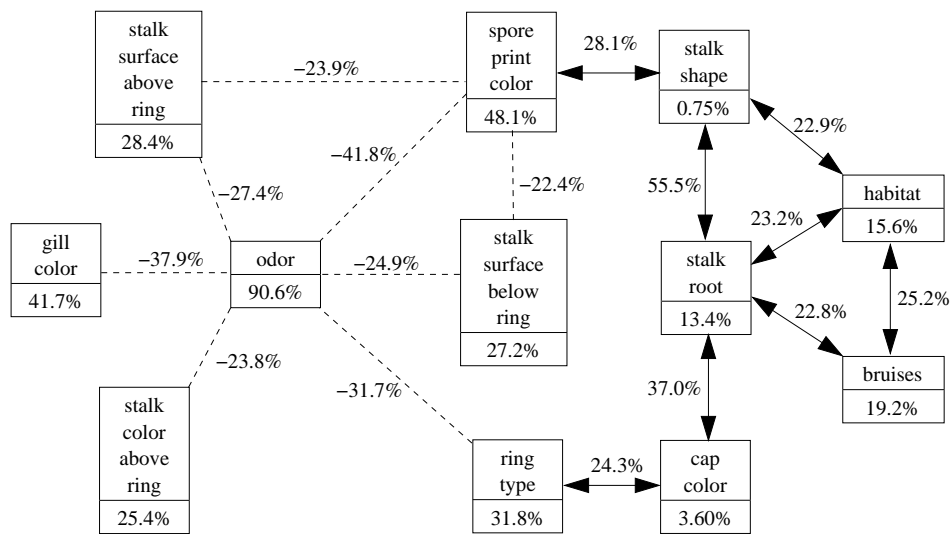 stalk
surface
above
ring
28.4%
−23.9%
spore
print
color
48.1%
28.1%
stalk
shape
0.75%
22.9%
−41.8%
−27.4%
−22.4%
55.5%
habitat
15.6%
23.2%
gill
color
41.7%
−37.9%
odor
90.6%
−24.9%
stalk
surface
below
ring
27.2%
stalk
root
13.4%
22.8%
25.2%
bruises
19.2%
−23.8%
−31.7%
37.0%
stalk
color
above
ring
25.4%
ring
type
31.8%
24.3%
cap
color
3.60%